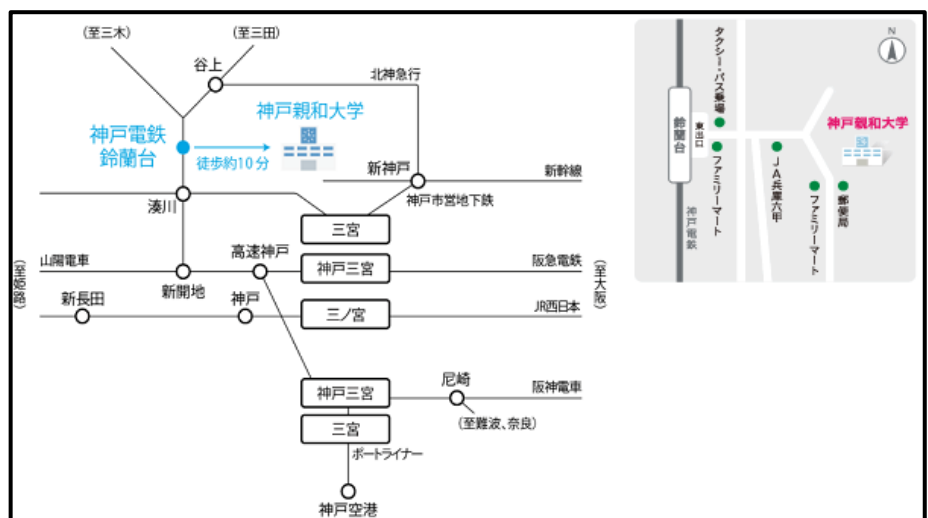 (至三木)
(至三田)
谷上
北神急行
神戸電鉄
鈴蘭台
神戸親和大学
徒歩約10分
新神戸
新幹線
神戸市営地下鉄
湊川
三宮
高速神戸
山陽電車
神戸三宮
阪急電鉄
(至姫路)
(至大阪)
新開地
新長田
神戸
三ノ宮
JR西日本
神戸三宮
尼崎
阪神電車
三宮
(至難波、奈良)
ポートライナー
神戸空港
N
タクシー・バス乗場
鈴蘭台
東出口
神戸親和大学
ファミリーマート
JA兵庫六甲
ファミリーマート
郵便局
神戸電鉄